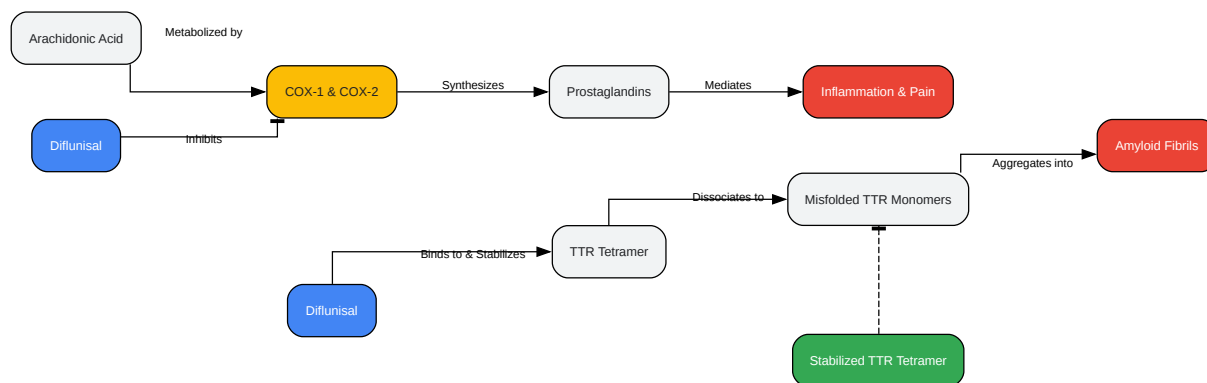 Arachidonic Acid
Metabolized by
COX-1 & COX-2
Synthesizes
Prostaglandins
Mediates
Inflammation & Pain
Diflunisal
Inhibits
Amyloid Fibrils
Aggregates into
Dissociates to
Misfolded TTR Monomers
Binds to & Stabilizes
TTR Tetramer
Diflunisal
Stabilized TTR Tetramer